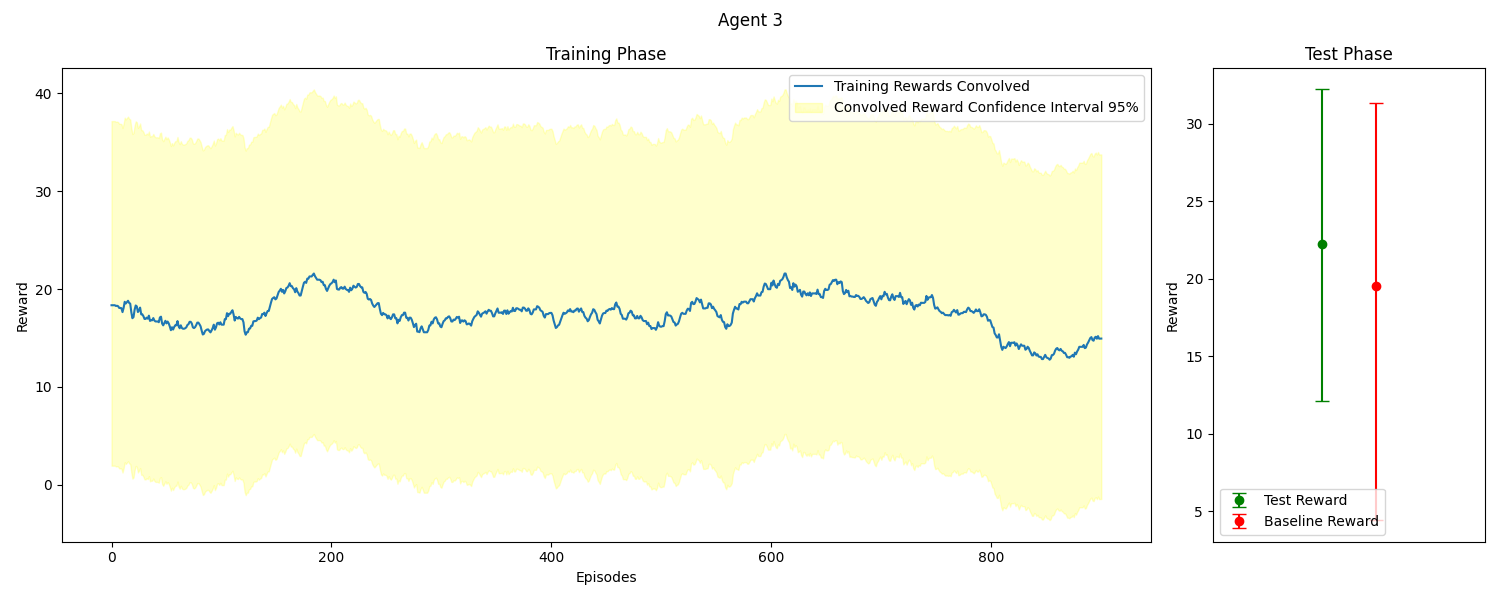 Agent 3
Training Phase
Training Rewards Convolved
Convolved Reward Confidence Interval 95%
Reward
40
30
20
10
0
0 200 400 600 800
Episodes
Test Phase
Reward
30
25
20
15
10
5
Test Reward
Baseline Reward